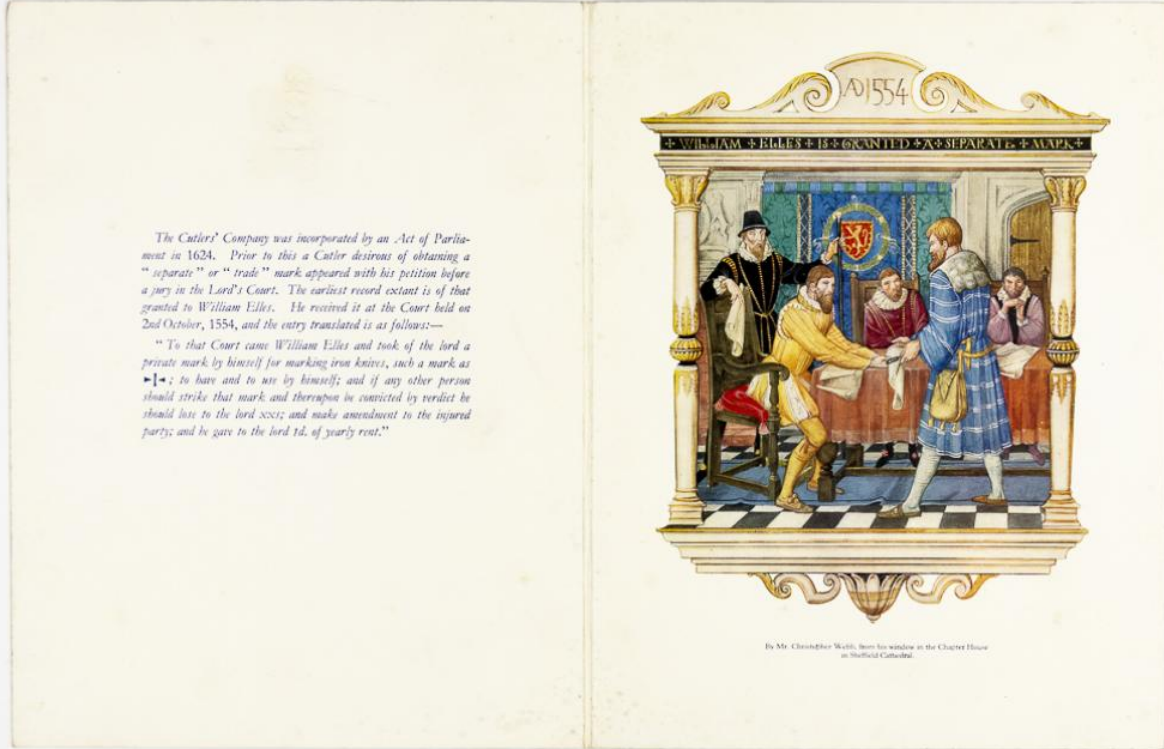 The Cutlers' Company was incorporated by an Act of Parlia-
ment in 1624. Prior to this a Cutler desirous of obtaining a
“ separate ” or “ trade ” mark appeared with his petition before
a jury in the Lord's Court. The earliest record extant is of that
granted to William Elles. He received it at the Court held on
2nd October, 1554, and the entry translated is as follows:—
“ To that Court came William Elles and took of the lord a
private mark by himself for marking iron knives, such a mark as
; to have and to use by himself; and if any other person
should strike that mark and thereupon be convicted by verdict he
should lose to the lord xxs; and make amendment to the injured
party; and he gave to the lord 1d. of yearly rent.”
AD 1554
+ WILLIAM + ELLES + IS + GRANTED + A + SEPARATE + MARK +
By Mr. Christopher Webb, from his window in the Chapter House
in Sheffield Cathedral.